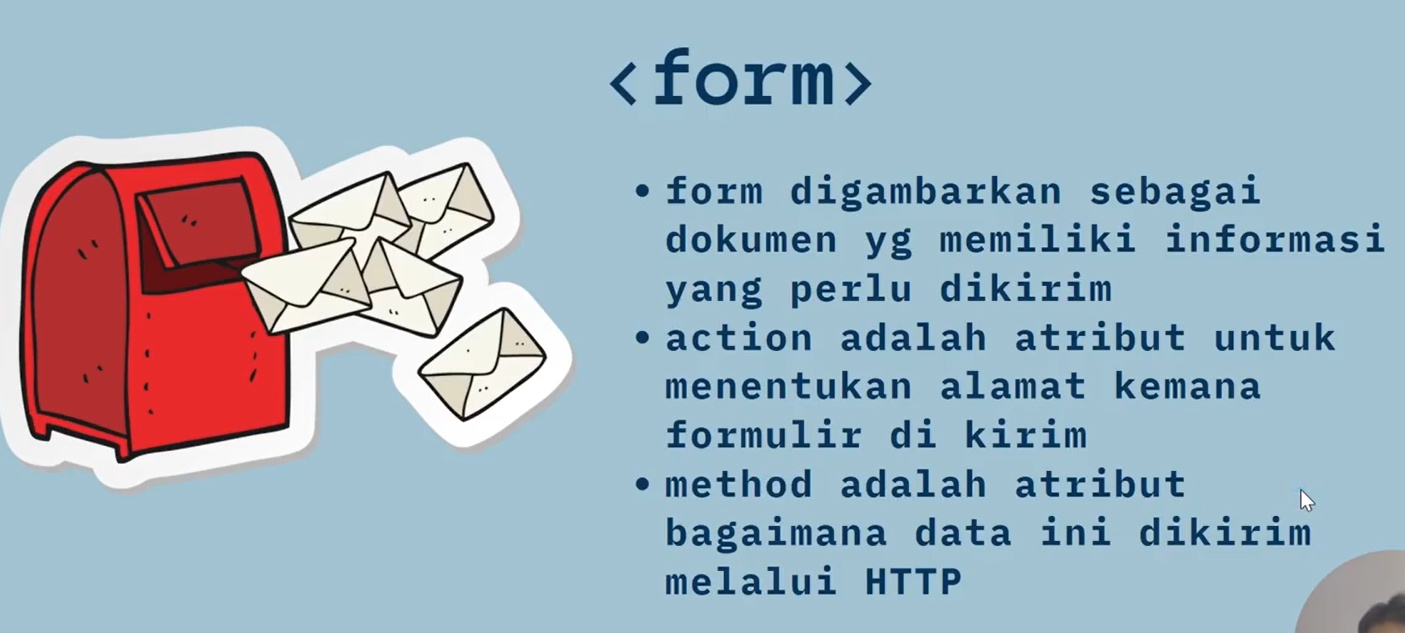 <form>
• form digambarkan sebagai
dokumen yg memiliki informasi
yang perlu dikirim
• action adalah atribut untuk
menentukan alamat kemana
formulir di kirim
• method adalah atribut
bagaimana data ini dikirim
melalui HTTP